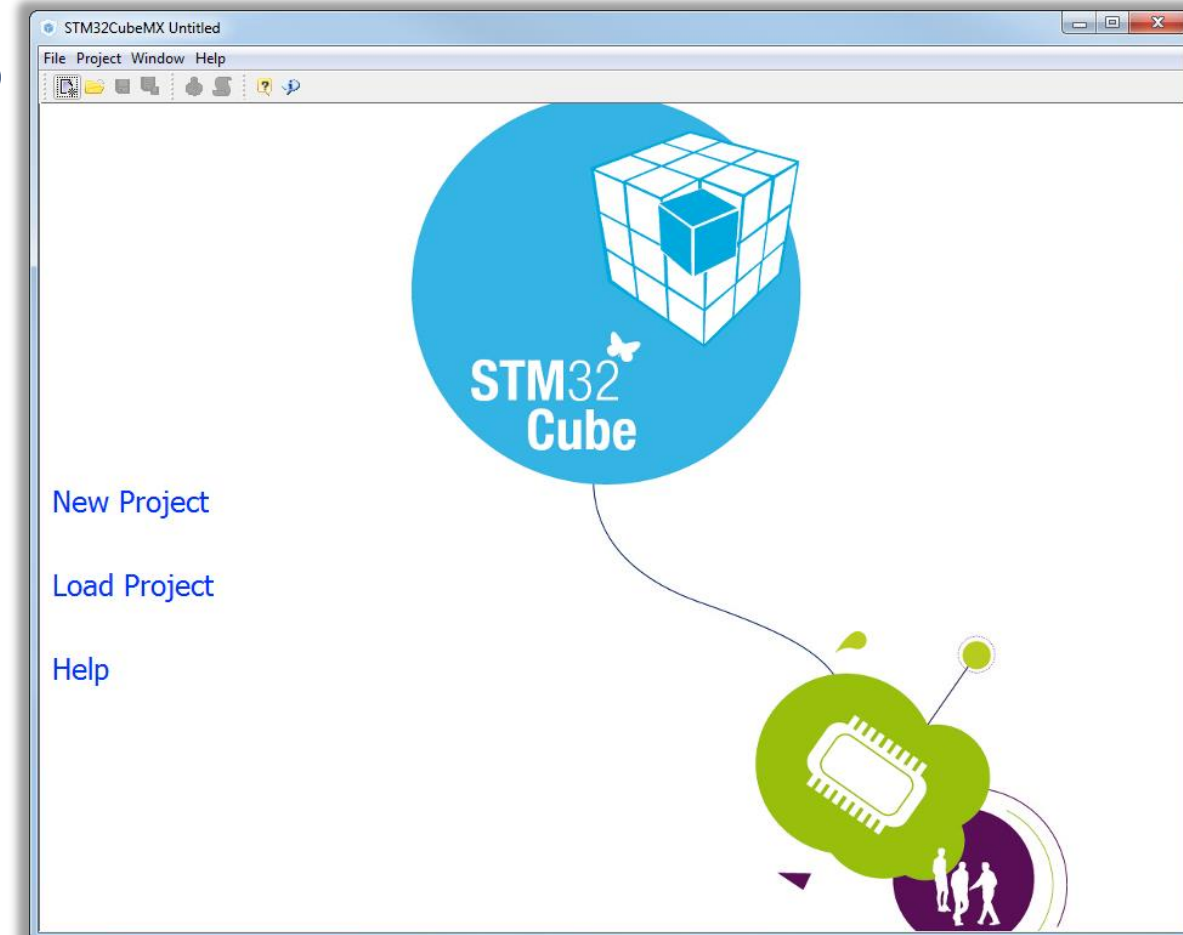 STM32CubeMX Untitled
File Project Window Help
STM32
Cube
New Project
Load Project
Help